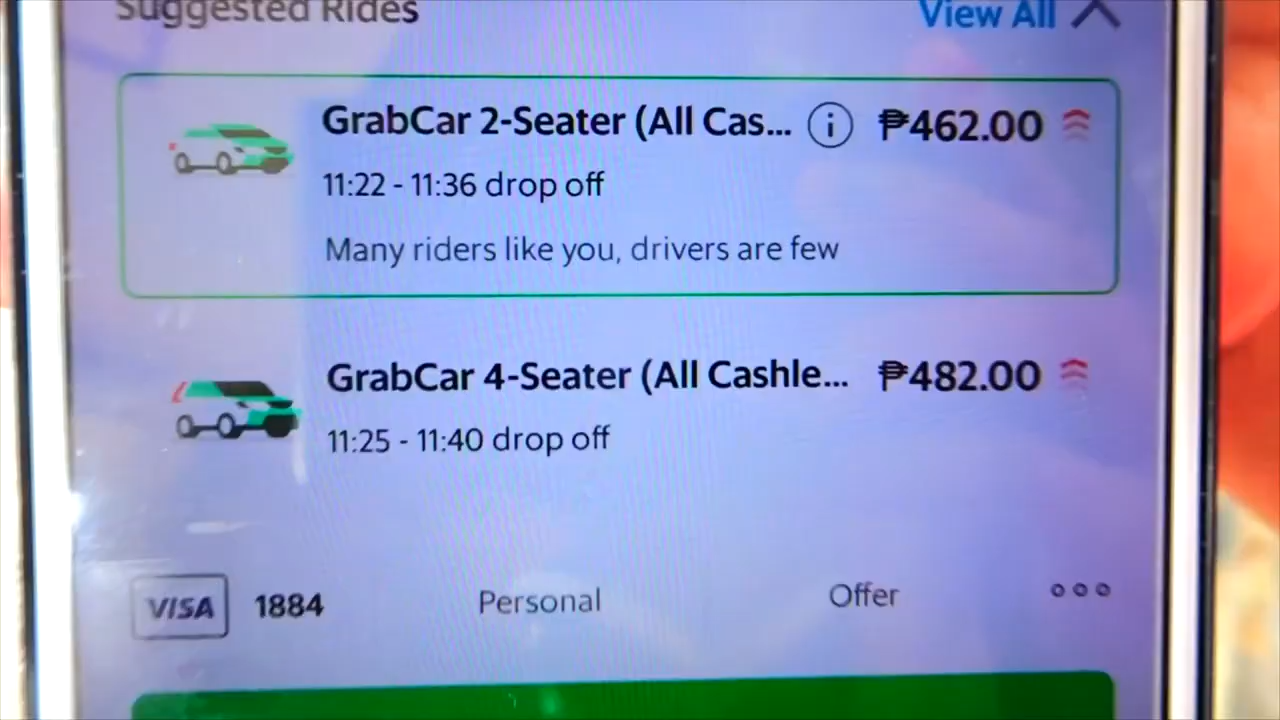 Suggested Rides
View All
GrabCar 2-Seater (All Cas... i ₱462.00
11:22 - 11:36 drop off
Many riders like you, drivers are few
GrabCar 4-Seater (All Cashle... ₱482.00
11:25 - 11:40 drop off
VISA 1884 Personal Offer